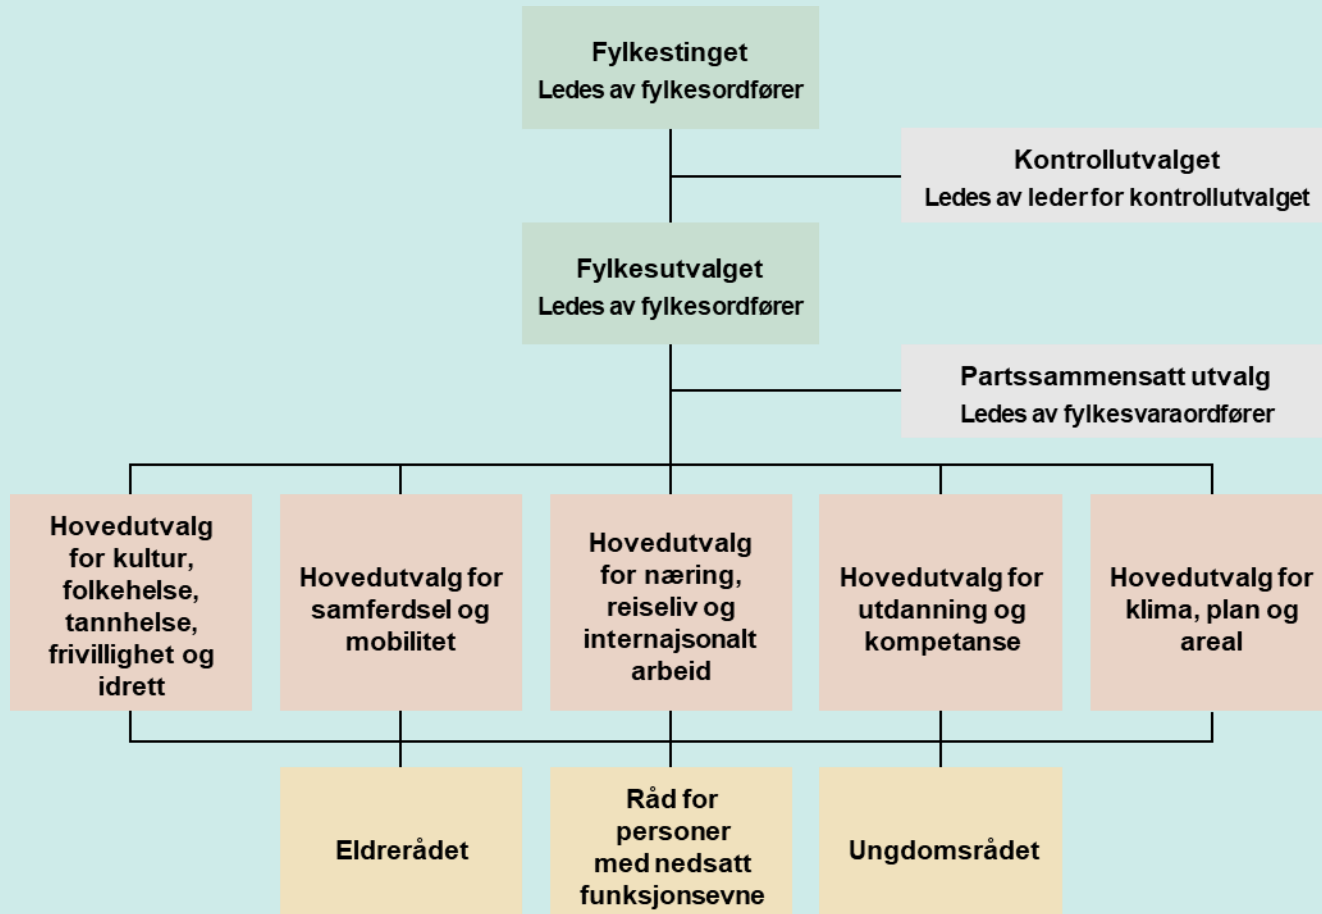 Fylkestinget
Ledes av fylkesordfører
Kontrollutvalget
Ledes av leder for kontrollutvalget
Fylkesutvalget
Ledes av fylkesordfører
Partssammensatt utvalg
Ledes av fylkesvaraordfører
Hovedutvalg
for kultur,
folkehelse,
tannhelse,
frivillighet og
idrett
Hovedutvalg for
samferdsel og
mobilitet
Hovedutvalg
for næring,
reiseliv og
internajsonalt
arbeid
Hovedutvalg for
utdanning og
kompetanse
Hovedutvalg for
klima, plan og
areal
Eldrerådet
Råd for
personer
med nedsatt
funksjonsevne
Ungdomsrådet